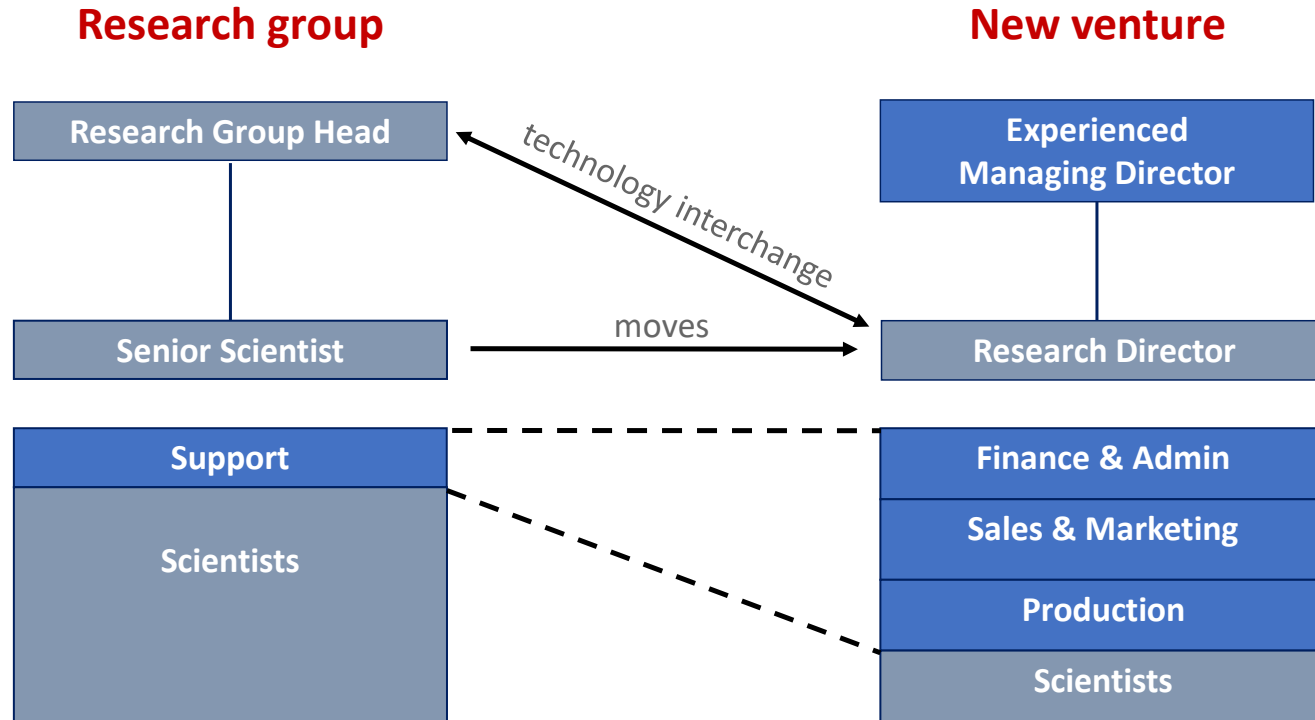 Research group
New venture
Research Group Head
technology interchange
Experienced
Managing Director
Senior Scientist
moves
Research Director
Support
Scientists
Finance & Admin
Sales & Marketing
Production
Scientists